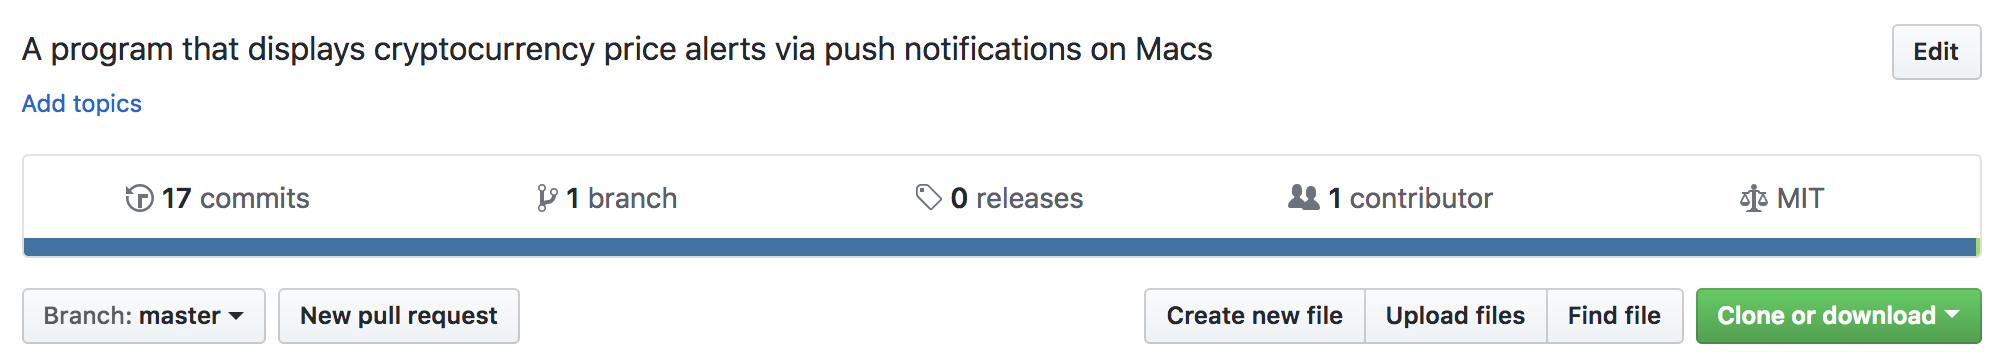 A program that displays cryptocurrency price alerts via push notifications on Macs
Edit
Add topics
17 commits 1 branch 0 releases 1 contributor MIT
Branch: master New pull request Create new file Upload files Find file Clone or download